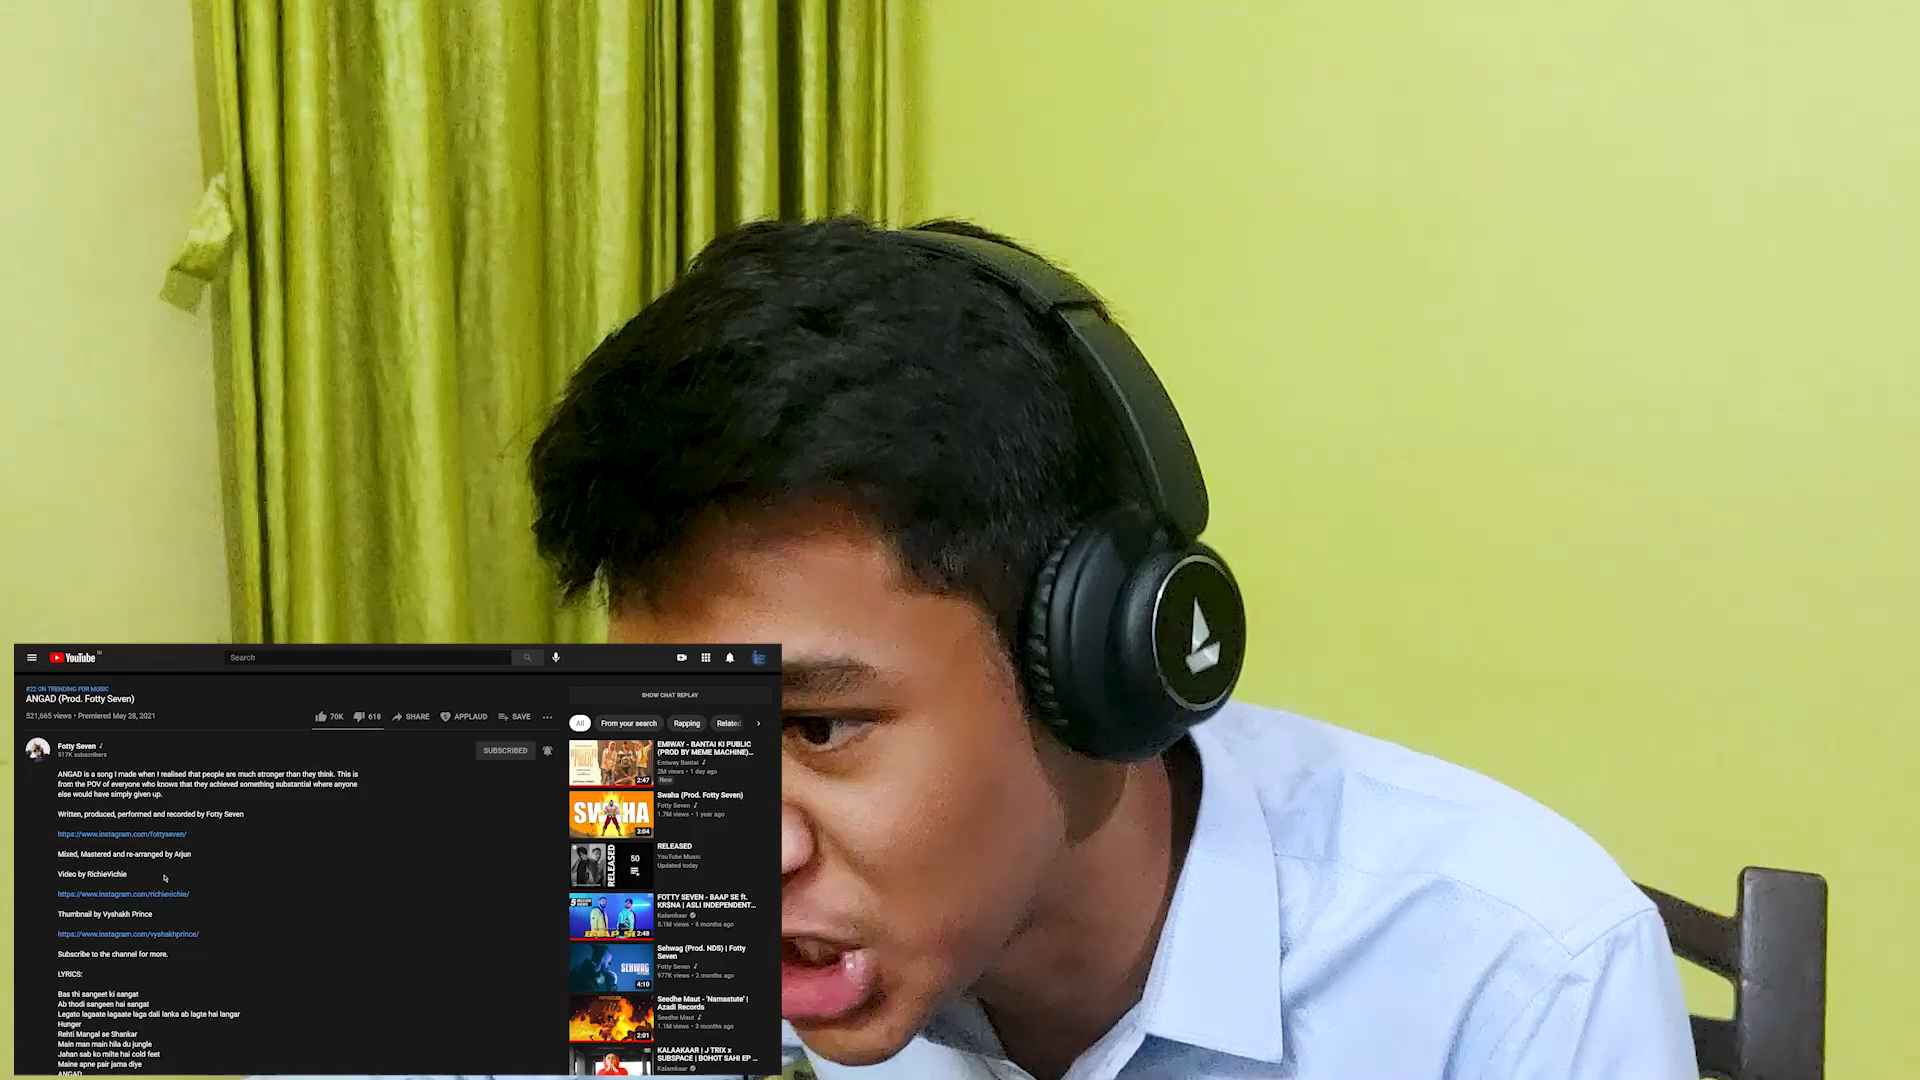 YouTube IN
Search
#22 ON TRENDING FOR MUSIC
ANGAD (Prod. Fotty Seven)
521,665 views • Premiered May 28, 2021
70K
618
SHARE
APPLAUD
SAVE
Fotty Seven
517K subscribers
SUBSCRIBED
ANGAD is a song I made when I realised that people are much stronger than they think. This is
from the POV of everyone who knows that they achieved something substantial where anyone
else would have simply given up.
Written, produced, performed and recorded by Fotty Seven
https://www.instagram.com/fottyseven/
Mixed, Mastered and re-arranged by Arjun
Video by RichieVichie
https://www.instagram.com/richievichie/
Thumbnail by Vyshakh Prince
https://www.instagram.com/vyshakhprince/
Subscribe to the channel for more.
LYRICS:
Bas thi sangeet ki sangat
Ab thodi sangeen hai sangat
Legato lagaate lagaate laga dali lanka ab lagte hai langar
Hunger
Rehti Mangal se Shankar
Main man main hila du jungle
Jahan sab ko milte hai cold feet
Maine apne pair jama diye
ANGAD
SHOW CHAT REPLAY
All
From your search
Rapping
Related
2:47
EMIWAY - BANTAI KI PUBLIC
(PROD BY MEME MACHINE)...
Emiway Bantai
2M views • 1 day ago
New
SWAHA
3:04
Swaha (Prod. Fotty Seven)
Fotty Seven
1.7M views • 1 year ago
RELEASED
50
RELEASED
YouTube Music
Updated today
BAAP SE
2:48
FOTTY SEVEN - BAAP SE ft.
KR$NA | ASLI INDEPENDENT...
Kalamkaar
5.1M views • 6 months ago
SEHWAG
4:10
Sehwag (Prod. NDS) | Fotty
Seven
Fotty Seven
977K views • 2 months ago
2:01
Seedhe Maut - 'Namastute' |
Azadi Records
Seedhe Maut
1.1M views • 3 months ago
KALAAKAAR | J TRIX x
SUBSPACE | BOHOT SAHI EP ...
Kalamkaar